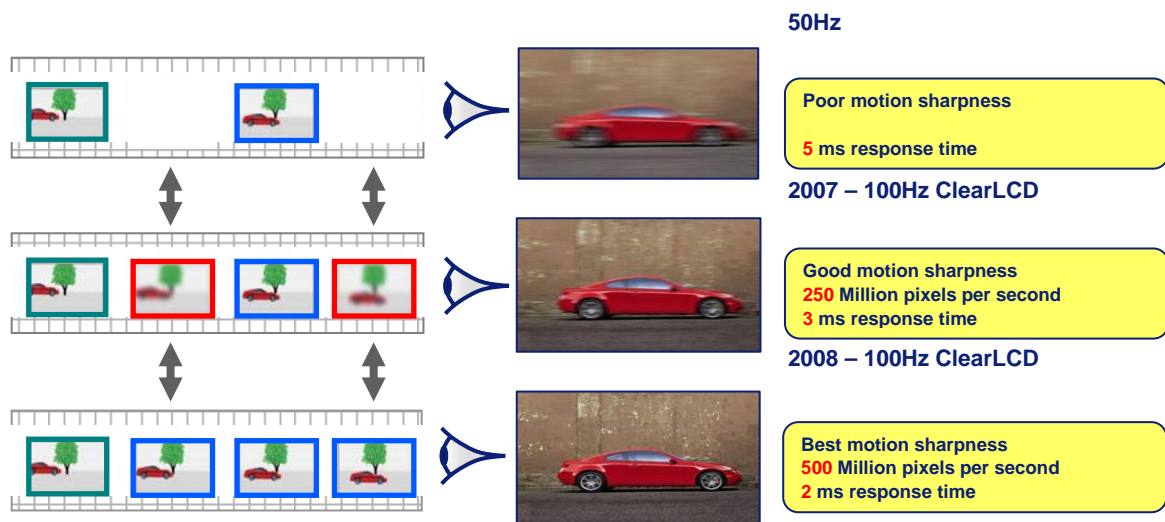 50Hz
Poor motion sharpness
5 ms response time
2007 – 100Hz ClearLCD
Good motion sharpness
250 Million pixels per second
3 ms response time
2008 – 100Hz ClearLCD
Best motion sharpness
500 Million pixels per second
2 ms response time